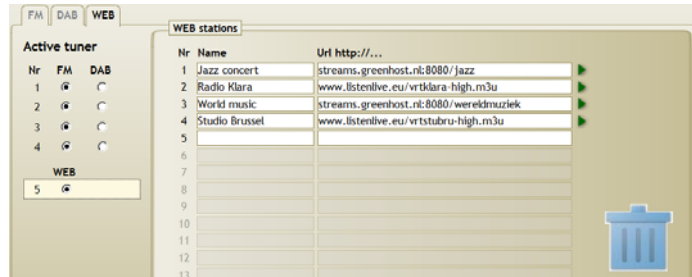 FM DAB WEB
WEB stations
Active tuner
Nr Name Url http://...
Nr FM DAB
1 Jazz concert streams.greenhost.nl:8080/jazz
1
2 Radio Klara www.listenlive.eu/vrtklara-high.m3u
2
3 World music streams.greenhost.nl:8080/wereldmuziek
3
4 Studio Brussel www.listenlive.eu/vrtstubru-high.m3u
4
5
6
WEB
7
5
8
9
10
11
12
13